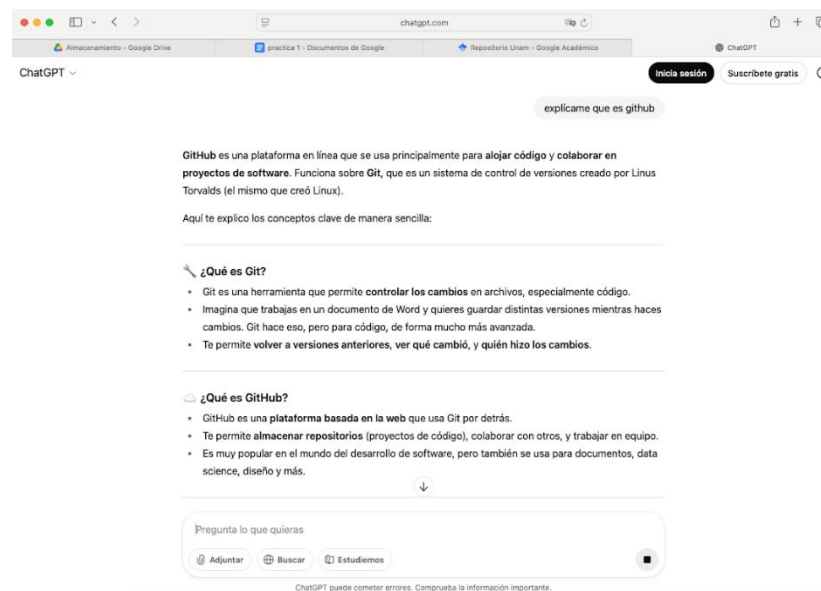 chatgpt.com
Almacenamiento - Google Drive
practica 1 - Documentos de Google
Repositorio Unam - Google Académico
ChatGPT
ChatGPT
Inicia sesión
Suscríbete gratis
explícame que es github
GitHub es una plataforma en línea que se usa principalmente para alojar código y colaborar en
proyectos de software. Funciona sobre Git, que es un sistema de control de versiones creado por Linus
Torvalds (el mismo que creó Linux).
Aquí te explico los conceptos clave de manera sencilla:
¿Qué es Git?
• Git es una herramienta que permite controlar los cambios en archivos, especialmente código.
• Imagina que trabajas en un documento de Word y quieres guardar distintas versiones mientras haces
cambios. Git hace eso, pero para código, de forma mucho más avanzada.
• Te permite volver a versiones anteriores, ver qué cambió, y quién hizo los cambios.
¿Qué es GitHub?
• GitHub es una plataforma basada en la web que usa Git por detrás.
• Te permite almacenar repositorios (proyectos de código), colaborar con otros, y trabajar en equipo.
• Es muy popular en el mundo del desarrollo de software, pero también se usa para documentos, data
science, diseño y más.
Pregunta lo que quieras
Adjuntar
Buscar
Estudiemos
ChatGPT puede cometer errores. Comprueba la información importante.